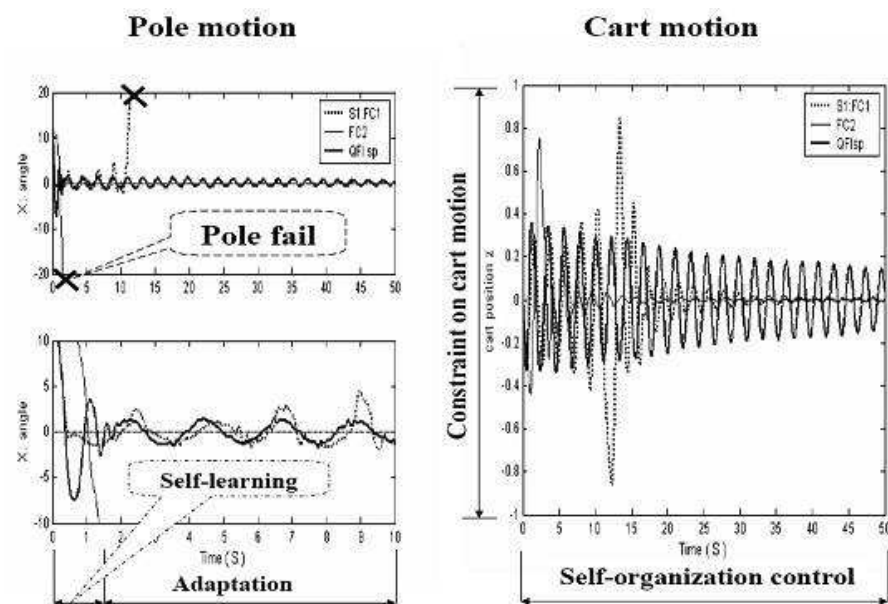 Pole motion
20
10
0
-10
-20
X: angle
S1:FC1
FC2
QFI sp
Pole fail
0 5 10 15 20 25 30 35 40 45 50
10
5
0
-5
-10
X: angle
Self-learning
0 1 2 3 4 5 6 7 8 9 10
Time (S)
Adaptation
Cart motion
Constraint on cart motion
1
0.8
0.6
0.4
0.2
0
-0.2
-0.4
-0.6
-0.8
-1
cart position z
S1:FC1
FC2
QFI sp
0 5 10 15 20 25 30 35 40 45 50
Time (S)
Self-organization control